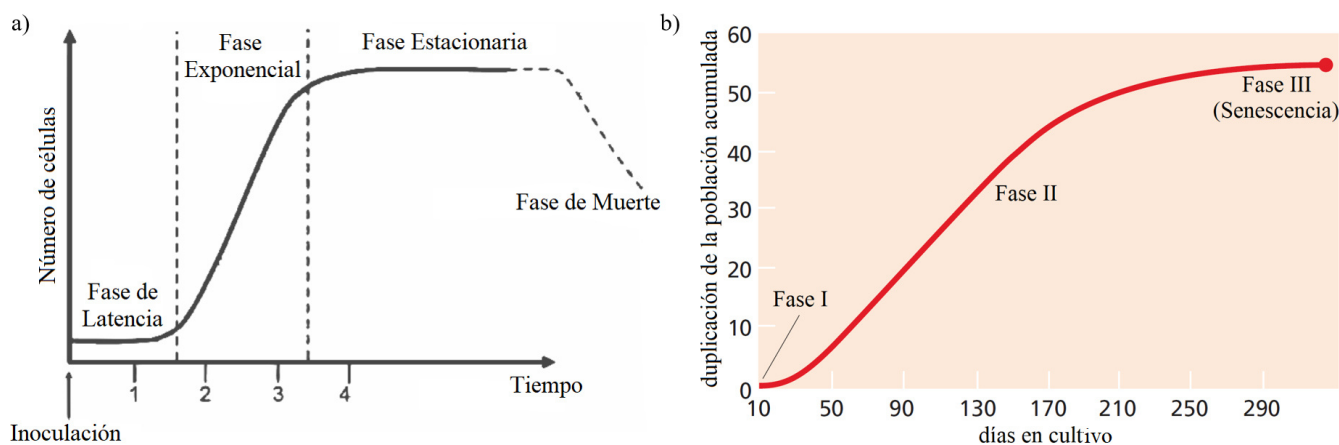 a)
Número de células
Fase de
Latencia
Fase
Exponencial
Fase Estacionaria
Fase de Muerte
1
2
3
4
Tiempo
Inoculación
b)
duplicación de la población acumulada
60
50
40
30
20
10
0
Fase I
Fase II
Fase III
(Senescencia)
10
50
90
130
170
210
250
290
días en cultivo